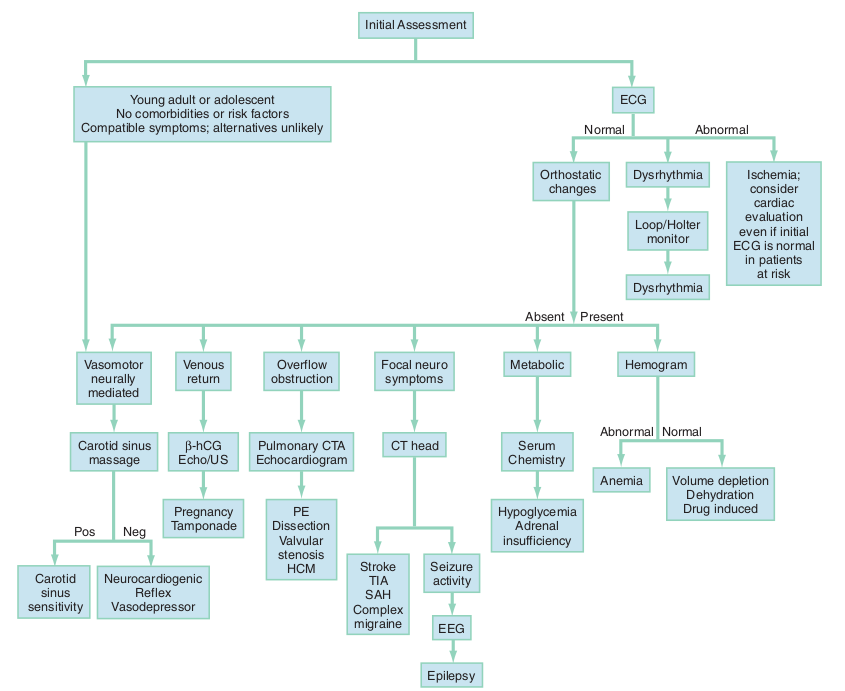 Initial Assessment
Young adult or adolescent
No comorbidities or risk factors
Compatible symptoms; alternatives unlikely
ECG
Normal
Abnormal
Orthostatic
changes
Dysrhythmia
Loop/Holter
monitor
Dysrhythmia
Ischemia;
consider
cardiac
evaluation
even if initial
ECG is normal
in patients
at risk
Absent
Present
Vasomotor
neurally
mediated
Venous
return
Overflow
obstruction
Focal neuro
symptoms
Metabolic
Hemogram
Carotid sinus
massage
β-hCG
Echo/US
Pulmonary CTA
Echocardiogram
CT head
Serum
Chemistry
Abnormal
Normal
Anemia
Volume depletion
Dehydration
Drug induced
Pregnancy
Tamponade
PE
Dissection
Valvular
stenosis
HCM
Hypoglycemia
Adrenal
insufficiency
Pos
Neg
Carotid
sinus
sensitivity
Neurocardiogenic
Reflex
Vasodepressor
Stroke
TIA
SAH
Complex
migraine
Seizure
activity
EEG
Epilepsy